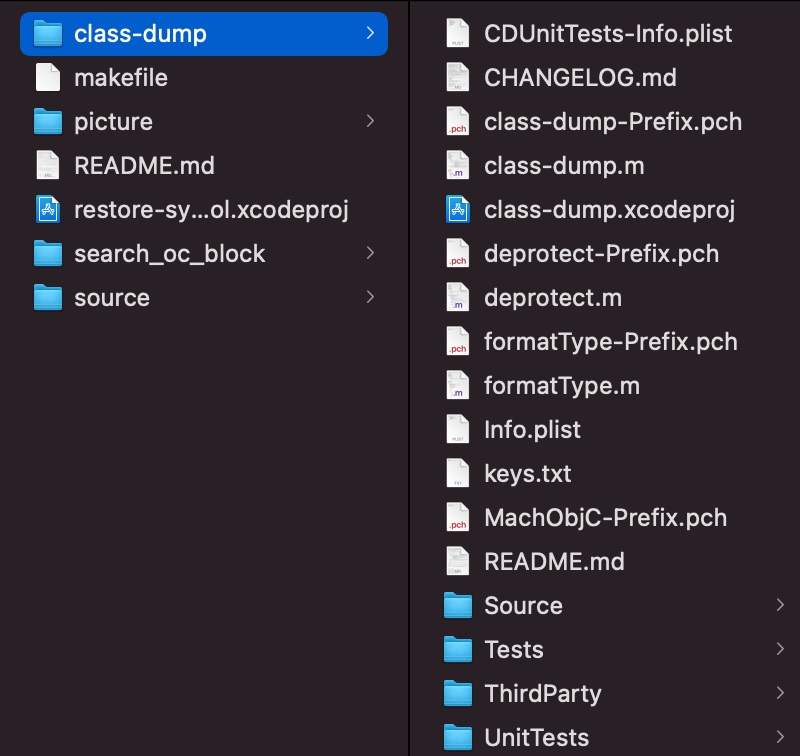 class-dump
makefile
picture
README.md
restore-sy...ol.xcodeproj
search_oc_block
source
CDUnitTests-Info.plist
CHANGELOG.md
class-dump-Prefix.pch
class-dump.m
class-dump.xcodeproj
deprotect-Prefix.pch
deprotect.m
formatType-Prefix.pch
formatType.m
Info.plist
keys.txt
MachObjC-Prefix.pch
README.md
Source
Tests
ThirdParty
UnitTests